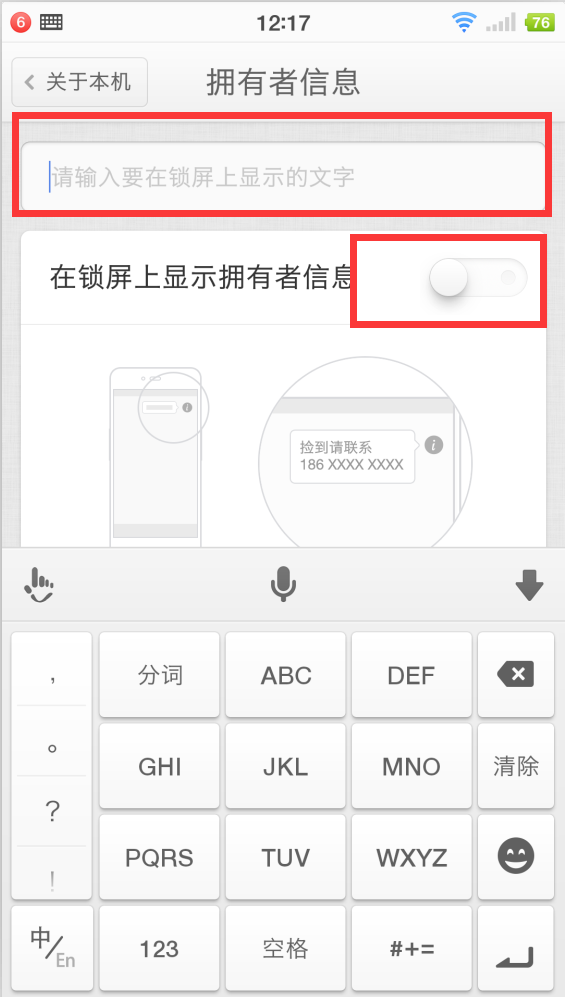 6
12:17
76
关于本机
拥有者信息
请输入要在锁屏上显示的文字
在锁屏上显示拥有者信息
捡到请联系
186 XXXX XXXX
,
分词
ABC
DEF
。
GHI
JKL
MNO
清除
?
PQRS
TUV
WXYZ
!
中/En
123
空格
#+=